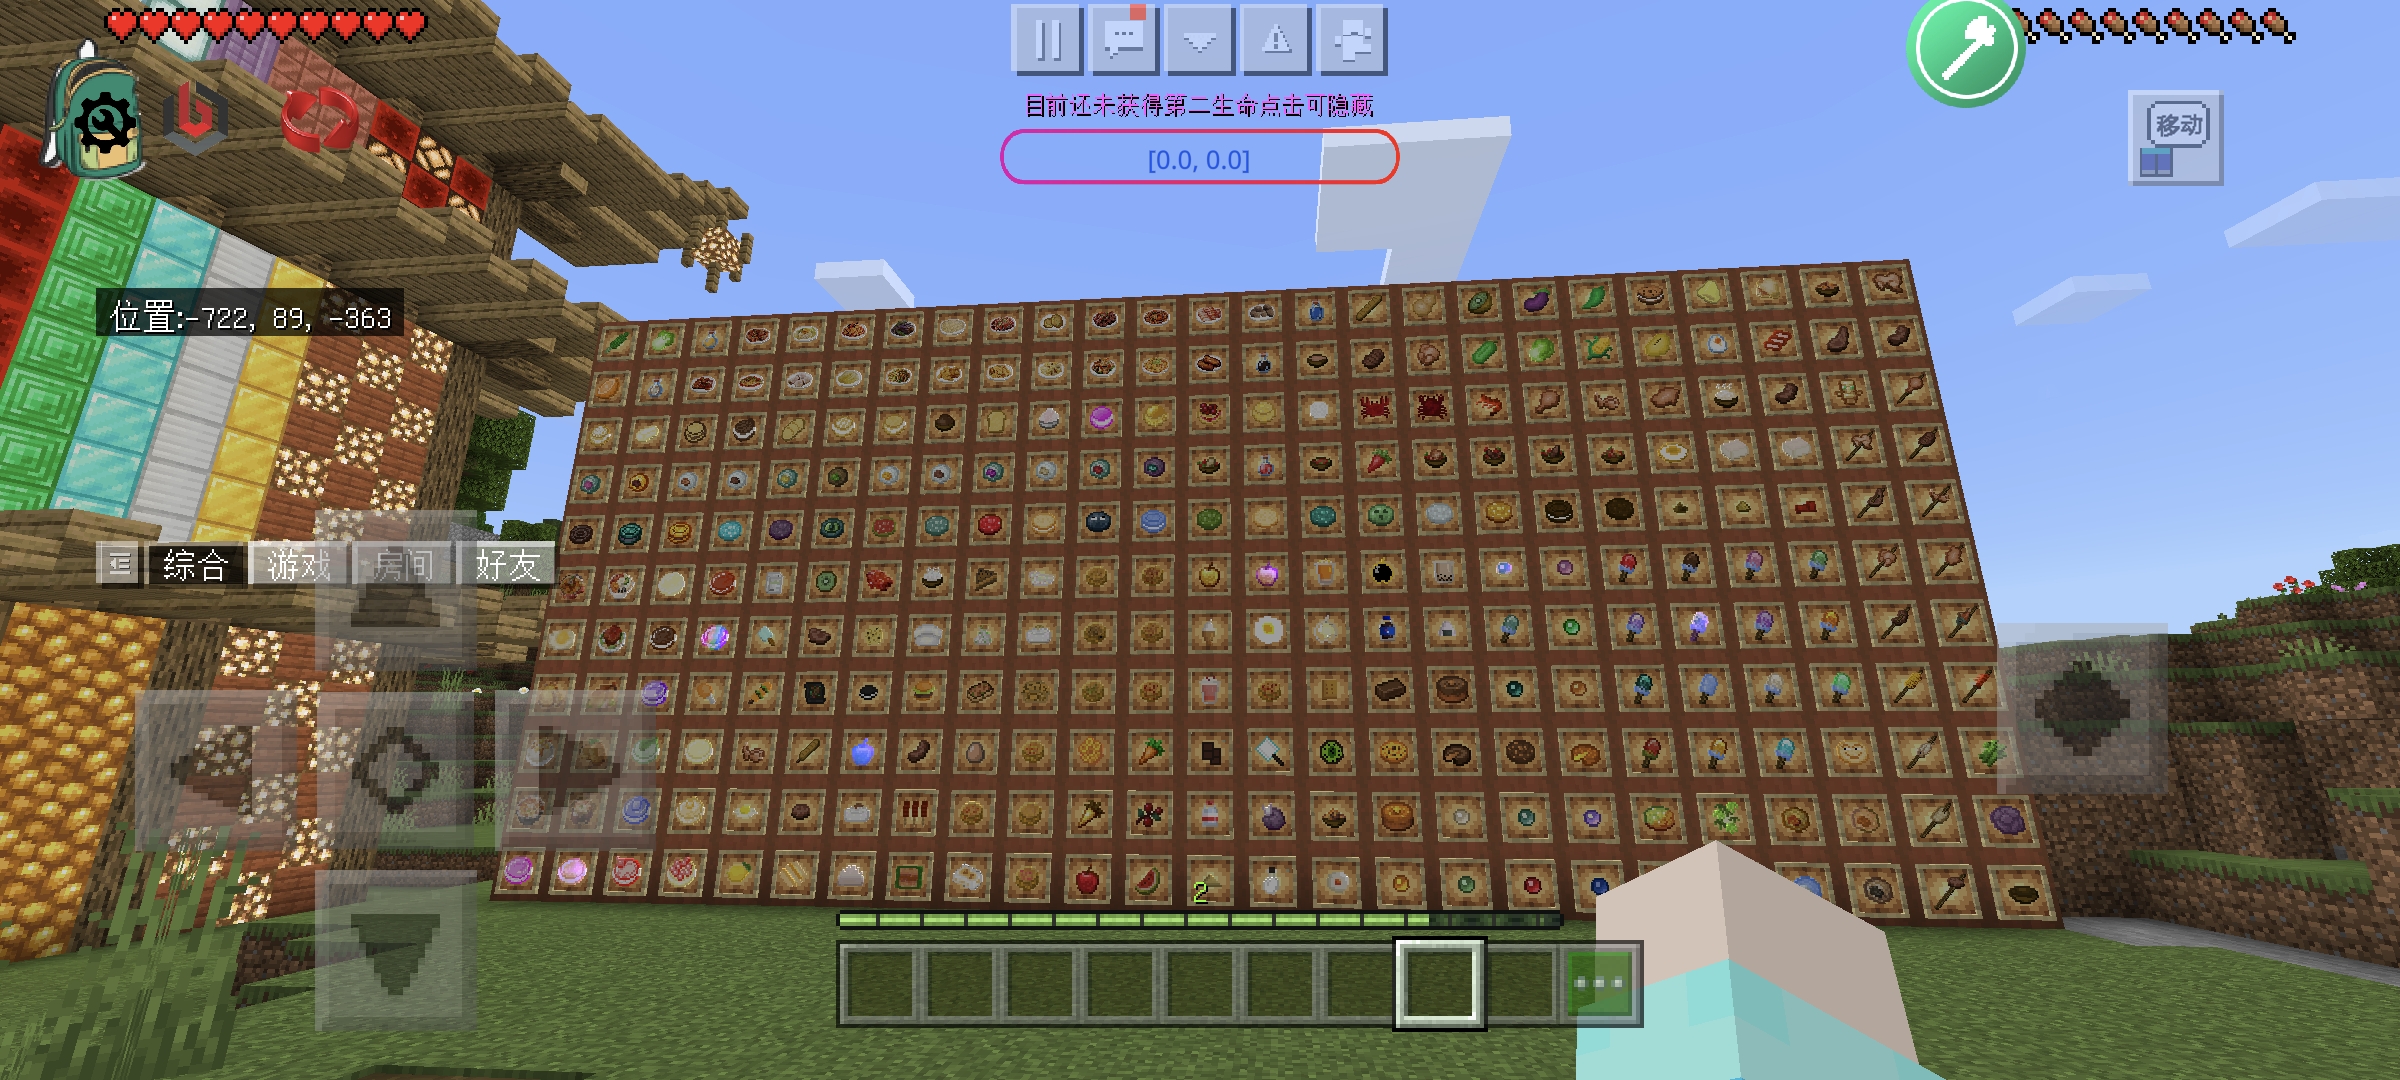 目前还未获得第二生命点击可隐藏
[0.0, 0.0]
移动
位置:-722, 89, -363
综合 游戏 房间 好友
2